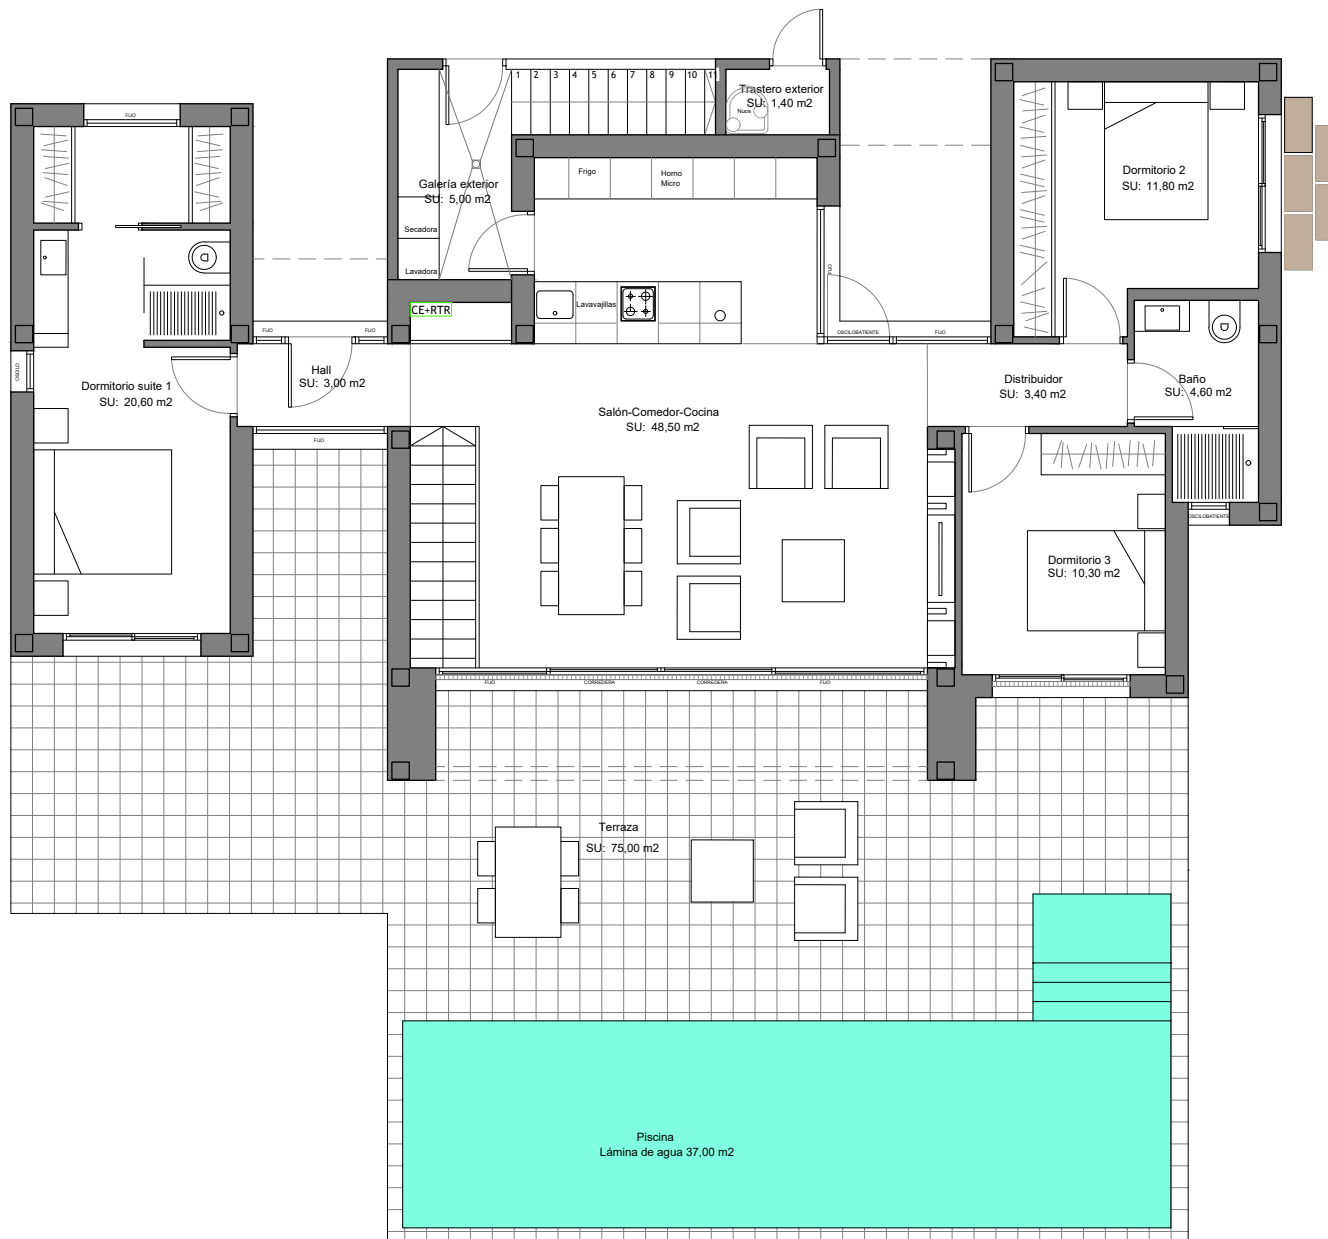 1 2 3 4 5 6 7 8 9 10 11
Trastero exterior
SU: 1,40 m2
Nuos
FIJO
Dormitorio 2
SU: 11,80 m2
Frigo
Horno
Micro
Galería exterior
SU: 5,00 m2
Secadora
Lavadora
FIJO
CE+RTR
Lavavajillas
FIJO
FIJO
OSCILOBATIENTE
FIJO
Hall
SU: 3,00 m2
Dormitorio suite 1
SU: 20,60 m2
Distribuidor
SU: 3,40 m2
Baño
SU: 4,60 m2
Salón-Comedor-Cocina
SU: 48,50 m2
FIJO
OSCILOBATIENTE
Dormitorio 3
SU: 10,30 m2
FIJO
CORREDERA
CORREDERA
FIJO
Terraza
SU: 75,00 m2
Piscina
Lámina de agua 37,00 m2